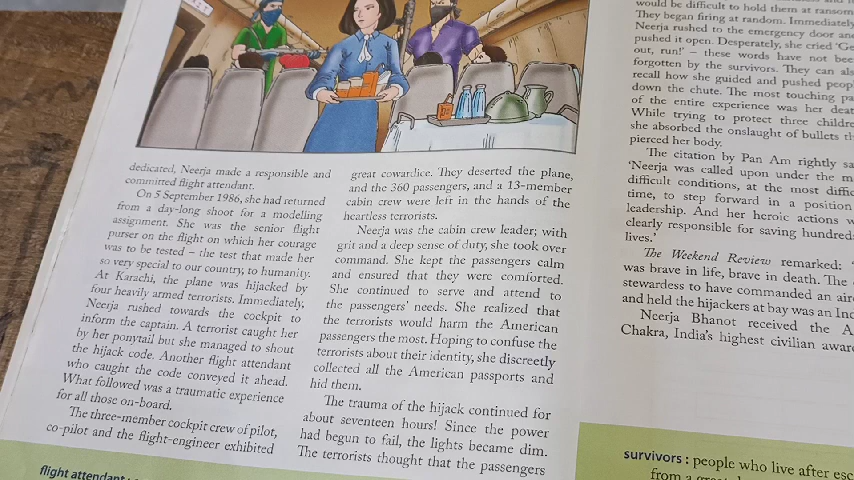 dedicated, Neerja made a responsible and
committed flight attendant.
On 5 September 1986, she had returned
from a day-long shoot for a modelling
assignment. She was the senior flight
purser on the flight on which her courage
was to be tested – the test that made her
so very special to our country, to humanity.
At Karachi, the plane was hijacked by
four heavily armed terrorists. Immediately,
Neerja rushed towards the cockpit to
inform the captain. A terrorist caught her
by her ponytail but she managed to shout
the hijack code. Another flight attendant
who caught the code conveyed it ahead.
What followed was a traumatic experience
for all those on-board.
The three-member cockpit crew of pilot,
co-pilot and the flight-engineer exhibited
flight attendant :
great cowardice. They deserted the plane,
and the 360 passengers, and a 13-member
cabin crew were left in the hands of the
heartless terrorists.
Neerja was the cabin crew leader; with
grit and a deep sense of duty, she took over
command. She kept the passengers calm
and ensured that they were comforted.
She continued to serve and attend to
the passengers' needs. She realized that
the terrorists would harm the American
passengers the most. Hoping to confuse the
terrorists about their identity, she discreetly
collected all the American passports and
hid them.
The trauma of the hijack continued for
about seventeen hours! Since the power
had begun to fail, the lights became dim.
The terrorists thought that the passengers
would be difficult to hold them at ransom
They began firing at random. Immediately
Neerja rushed to the emergency door an
pushed it open. Desperately, she cried 'Ge
out, run!' – these words have not bee
forgotten by the survivors. They can als
recall how she guided and pushed peop
down the chute. The most touching pa
of the entire experience was her deat
While trying to protect three childre
she absorbed the onslaught of bullets th
pierced her body.
The citation by Pan Am rightly sa
'Neerja was called upon under the m
difficult conditions, at the most diffic
time, to step forward in a position
leadership. And her heroic actions w
clearly responsible for saving hundred
lives.'
The Weekend Review remarked: '
was brave in life, brave in death. The
stewardess to have commanded an airc
and held the hijackers at bay was an Ind
Neerja Bhanot received the A
Chakra, India's highest civilian awar
survivors : people who live after esc
from a